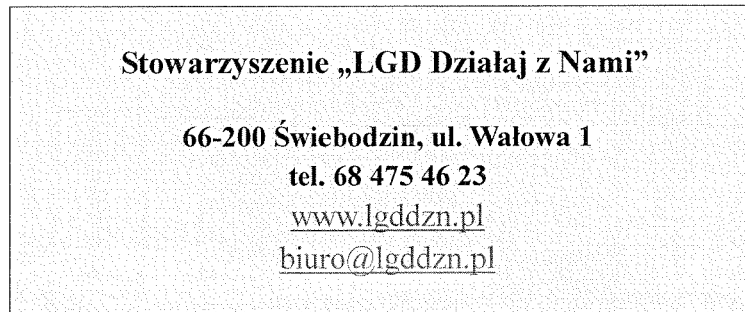 Stowarzyszenie „LGD Działaj z Nami”
66-200 Świebodzin, ul. Wałowa 1
tel. 68 475 46 23
www.lgddzn.pl
biuro@lgddzn.pl